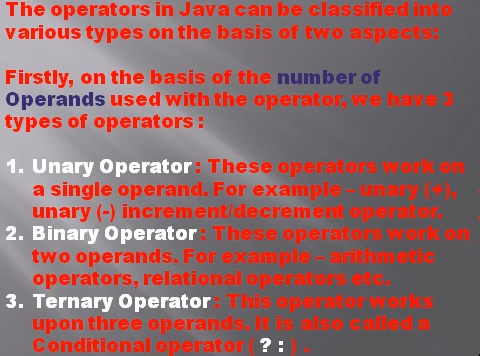 The operators in Java can be classified into
various types on the basis of two aspects:
Firstly, on the basis of the number of
Operands used with the operator, we have 3
types of operators :
1. Unary Operator : These operators work on
a single operand. For example – unary (+),
unary (-) increment/decrement operator.
2. Binary Operator : These operators work on
two operands. For example – arithmetic
operators, relational operators etc.
3. Ternary Operator : This operator works
upon three operands. It is also called a
Conditional operator ( ? : ) .